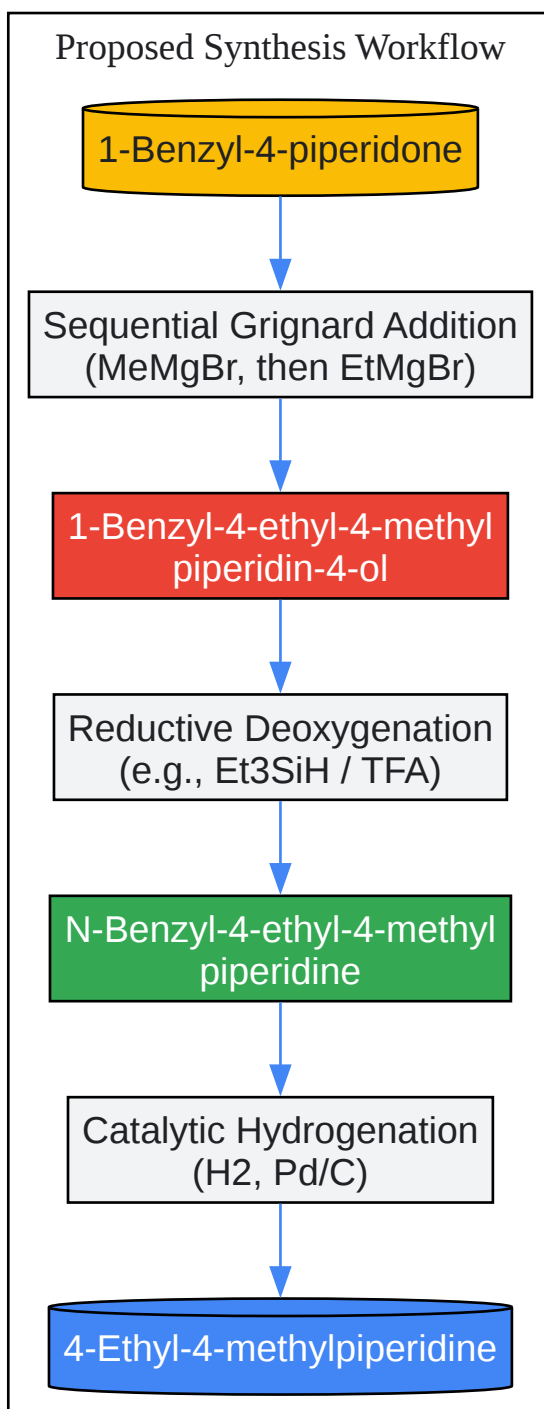 Proposed Synthesis Workflow
1-Benzyl-4-piperidone
Sequential Grignard Addition
(MeMgBr, then EtMgBr)
1-Benzyl-4-ethyl-4-methyl
piperidin-4-ol
Reductive Deoxygenation
(e.g., Et3SiH / TFA)
N-Benzyl-4-ethyl-4-methyl
piperidine
Catalytic Hydrogenation
(H2, Pd/C)
4-Ethyl-4-methylpiperidine